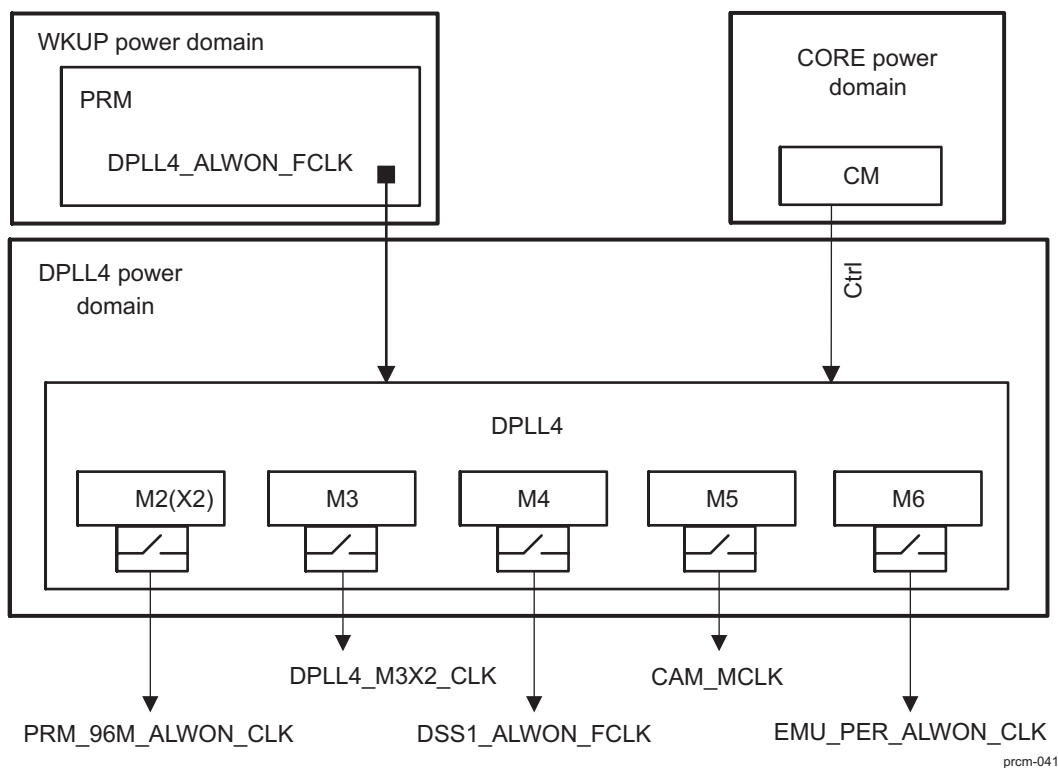 WKUP power domain
PRM
DPLL4_ALWON_FCLK
CORE power
domain
CM
DPLL4 power
domain
Ctrl
DPLL4
M2(X2)
M3
M4
M5
M6
DPLL4_M3X2_CLK
CAM_MCLK
PRM_96M_ALWON_CLK
DSS1_ALWON_FCLK
EMU_PER_ALWON_CLK
prcm-041